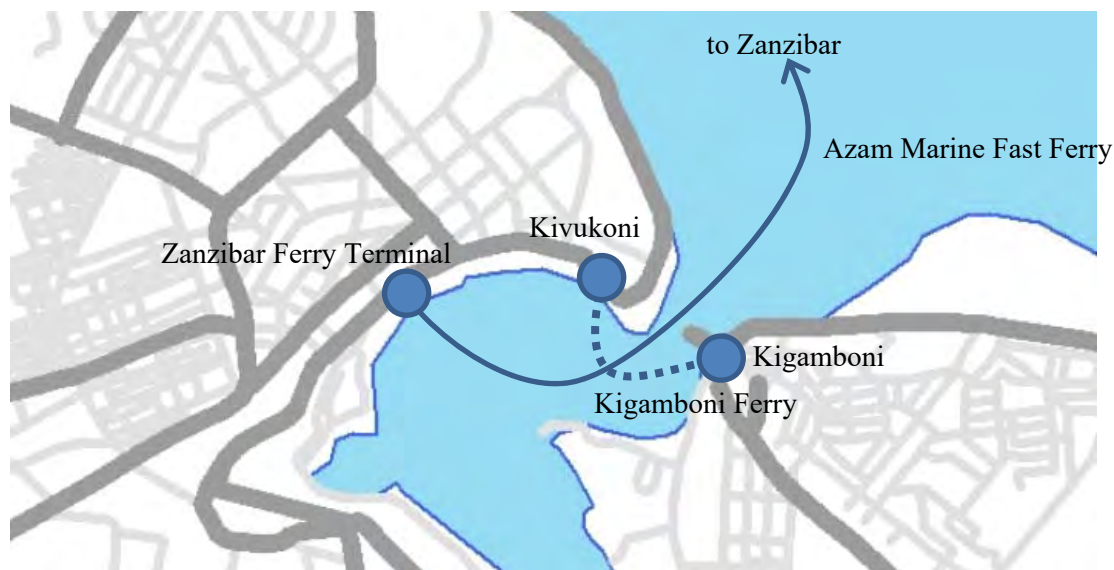 to Zanzibar
Azam Marine Fast Ferry
Kivukoni
Zanzibar Ferry Terminal
Kigamboni
Kigamboni Ferry